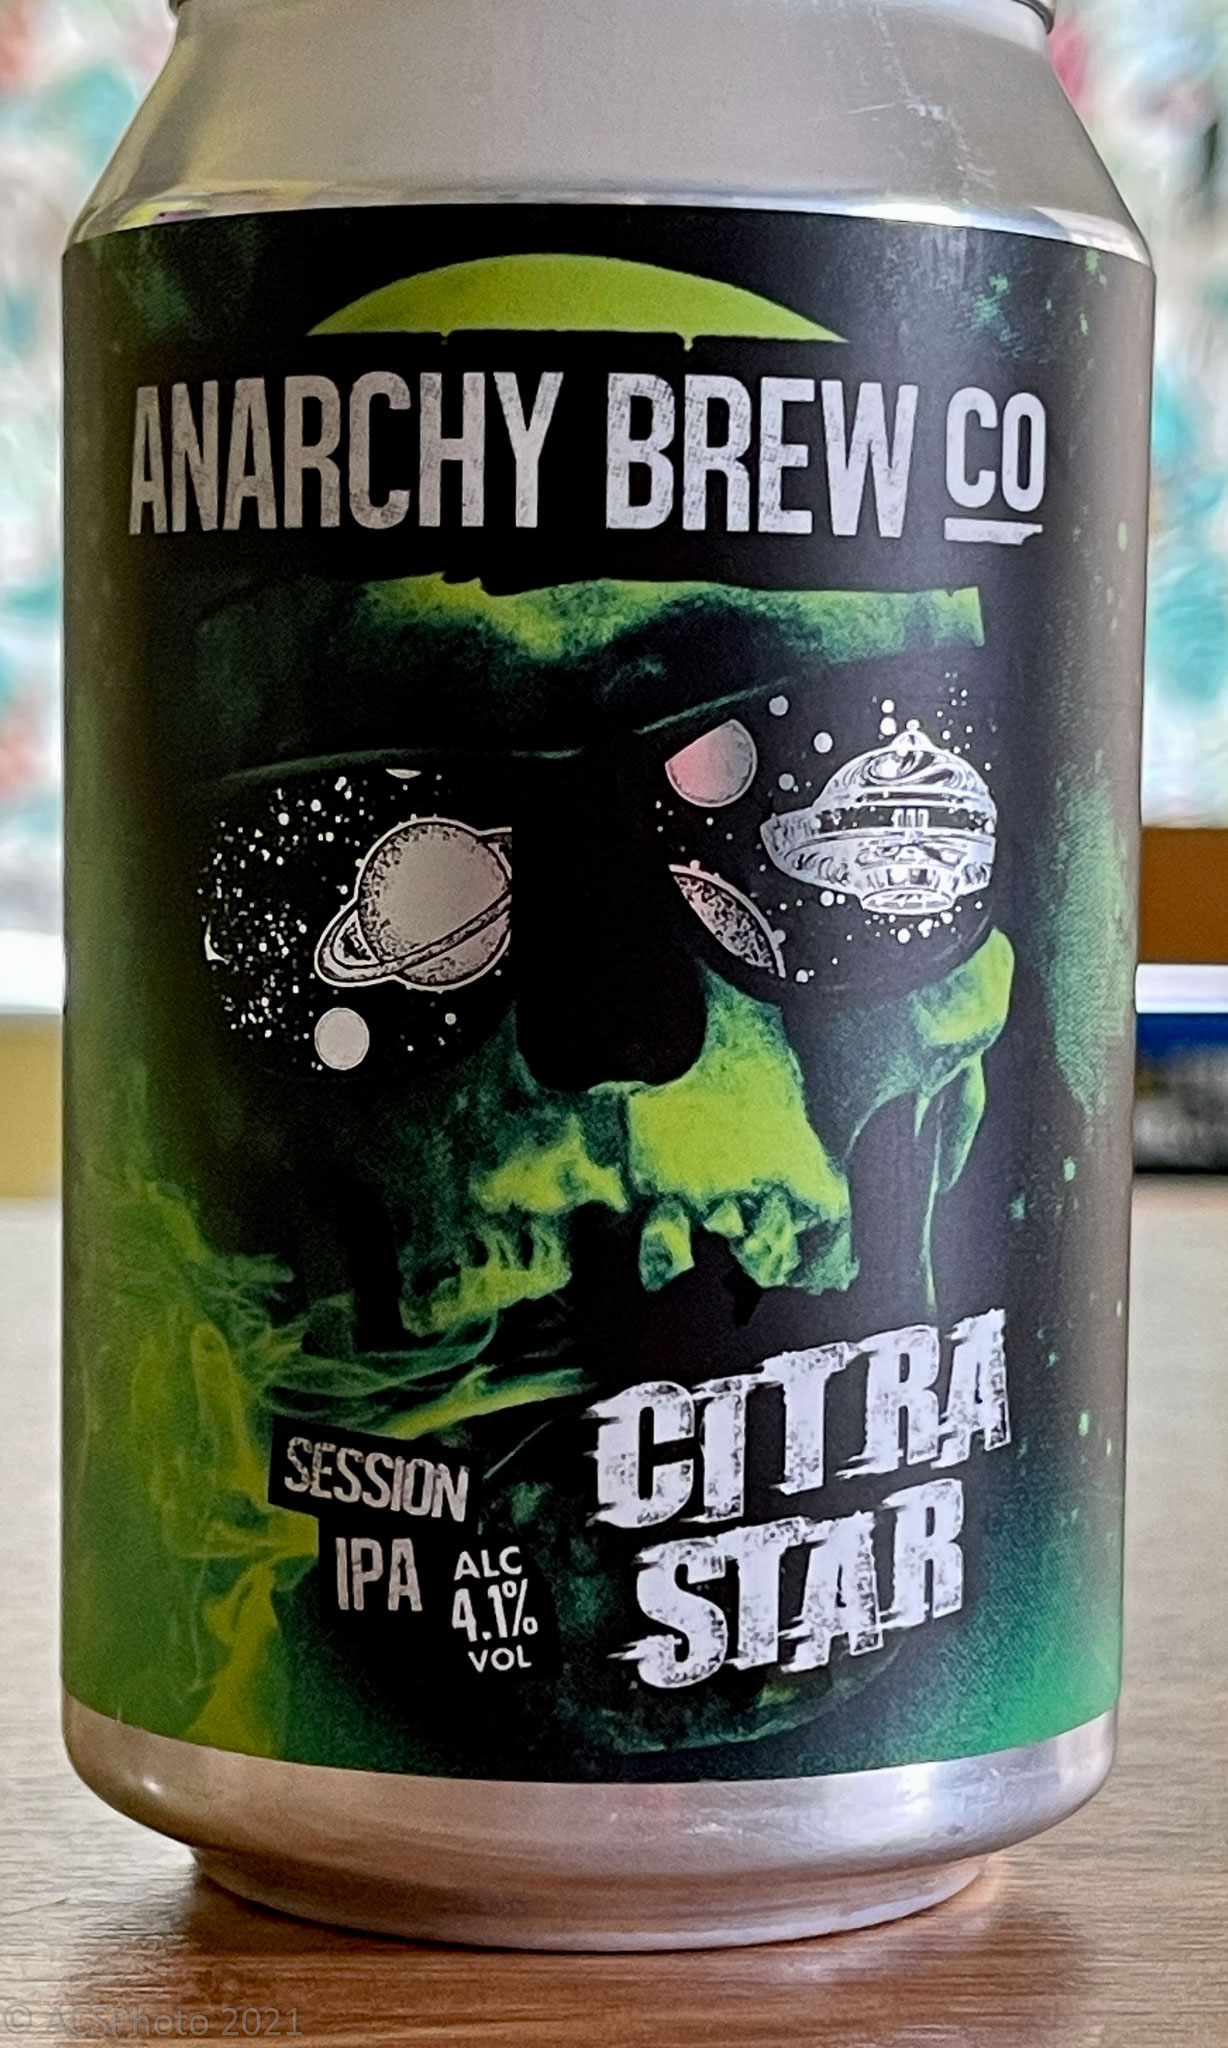 ANARCHY BREW CO
CITRA
STAR
SESSION
IPA
ALC
4.1%
VOL
© ACSPhoto 2021